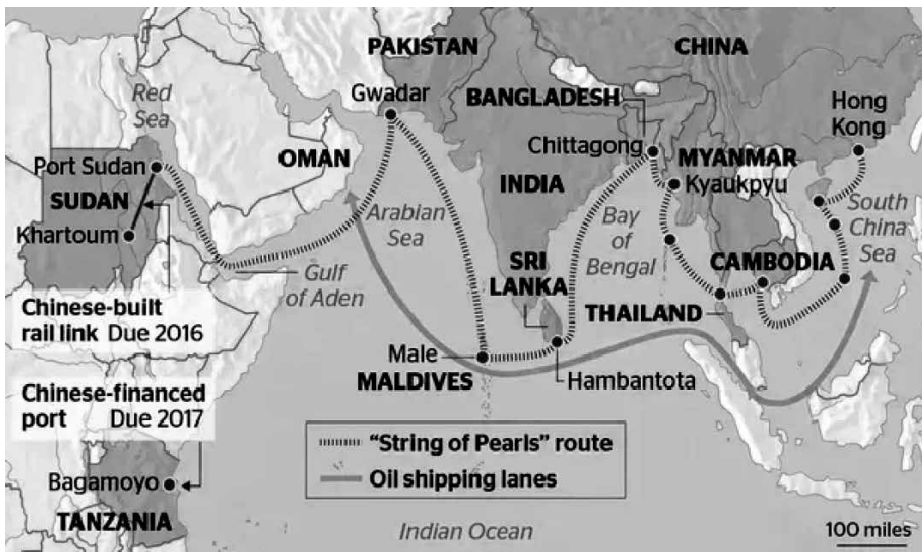 PAKISTAN
CHINA
Gwadar
BANGLADESH
Hong
Kong
Red
Sea
Chittagong
OMAN
MYANMAR
Port Sudan
INDIA
Kyaukpyu
SUDAN
Arabian
Sea
South
China
Sea
Bay
of
Bengal
Khartoum
SRI
LANKA
CAMBODIA
Gulf
of Aden
THAILAND
Chinese-built
rail link Due 2016
Male
MALDIVES
Hambantota
Chinese-financed
port Due 2017
"String of Pearls" route
Oil shipping lanes
Bagamoyo
TANZANIA
Indian Ocean
100 miles